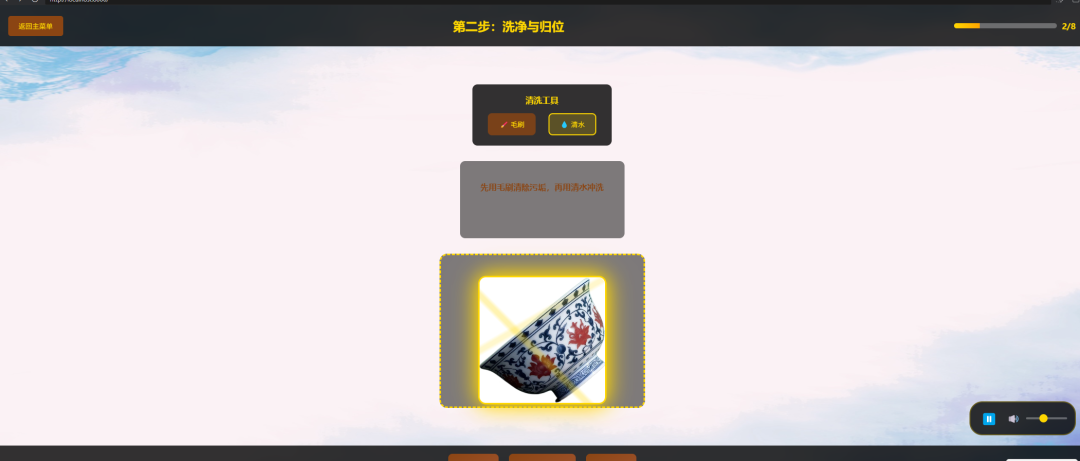 返回主菜单
第二步：洗净与归位
2/8
清洗工具
毛刷
清水
先用毛刷清除污垢，再用清水冲洗